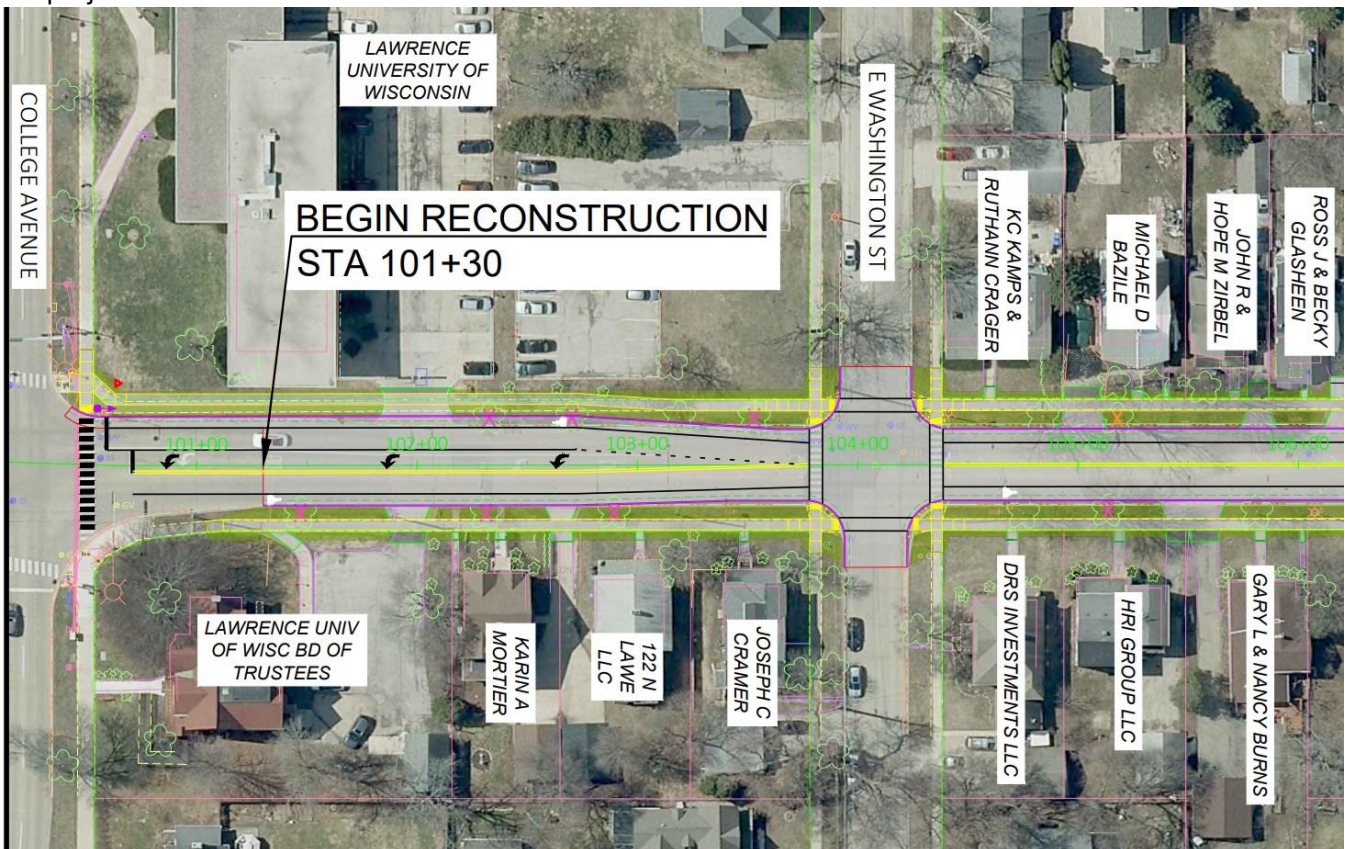 LAWRENCE
UNIVERSITY OF
WISCONSIN
COLLEGE AVENUE
E WASHINGTON ST
BEGIN RECONSTRUCTION
STA 101+30
KC KAMPS &
RUTHANN CRAGER
MICHAEL D
BAZILE
JOHN R &
HOPE M ZIRBEL
ROSS J & BECKY
GLASHEEN
101+00
102+00
103+00
104+00
105+00
106+00
LAWRENCE UNIV
OF WISC BD OF
TRUSTEES
KARIN A
MORTIER
122 N
LAWE
LLC
JOSEPH C
CRAMER
DRS INVESTMENTS LLC
HRI GROUP LLC
GARY L & NANCY BURNS